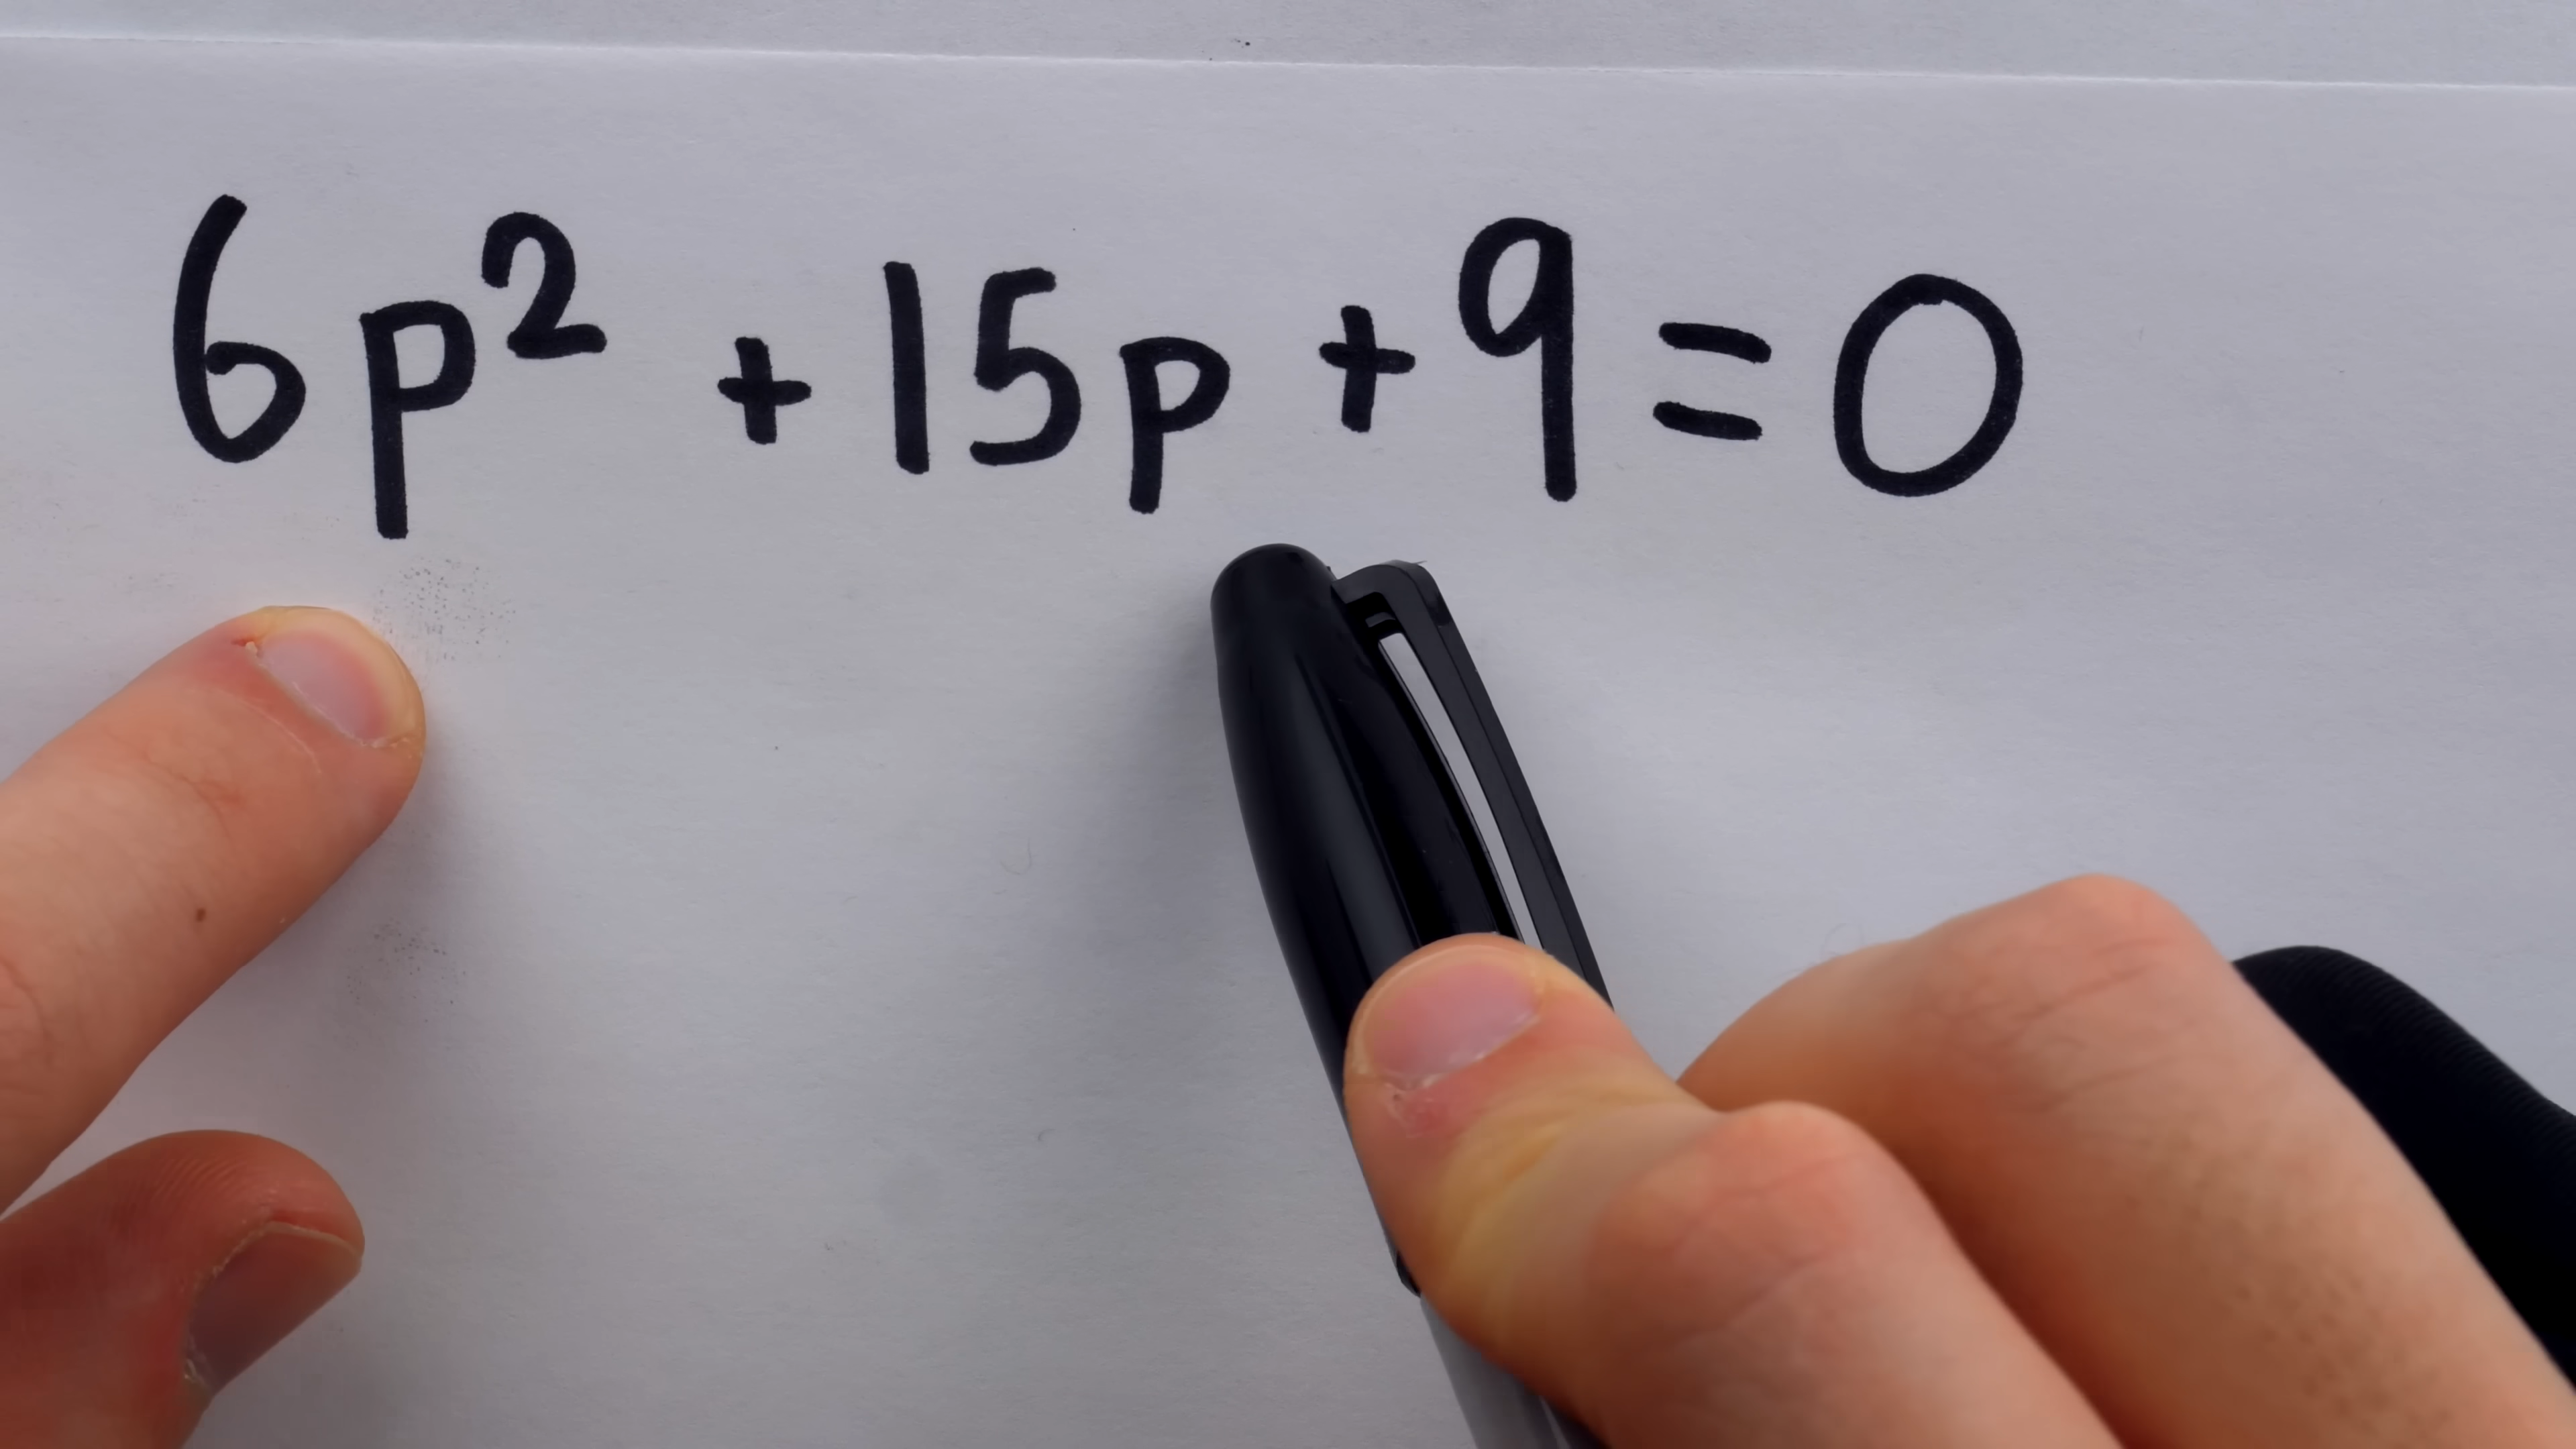 6p² + 15p + 9 = 0